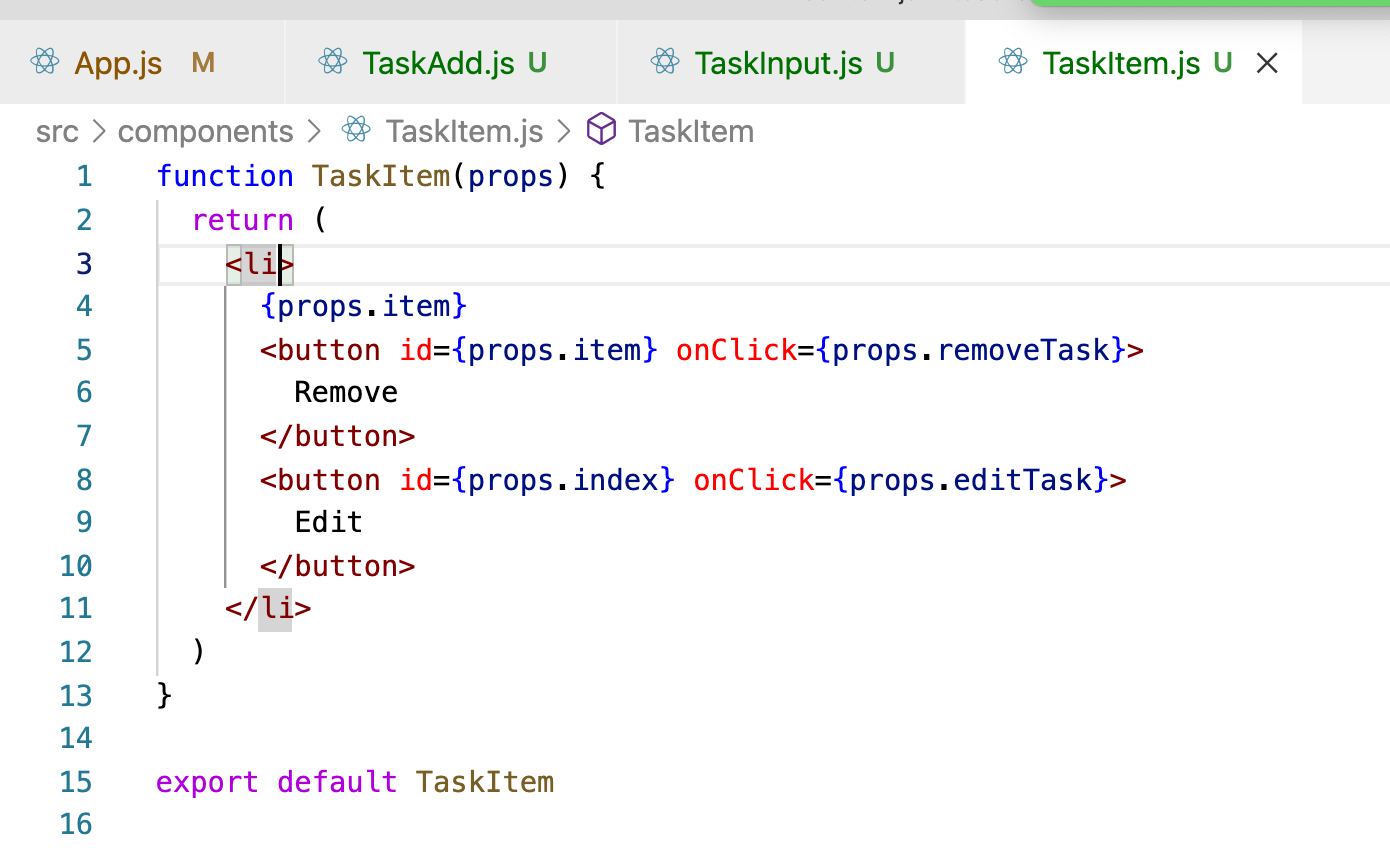 App.js M TaskAdd.js U TaskInput.js U TaskItem.js U
src > components > TaskItem.js > TaskItem
1 function TaskItem(props) {
2 return (
3 <li>
4 {props.item}
5 <button id={props.item} onClick={props.removeTask}>
6 Remove
7 </button>
8 <button id={props.index} onClick={props.editTask}>
9 Edit
10 </button>
11 </li>
12 )
13 }
14
15 export default TaskItem
16